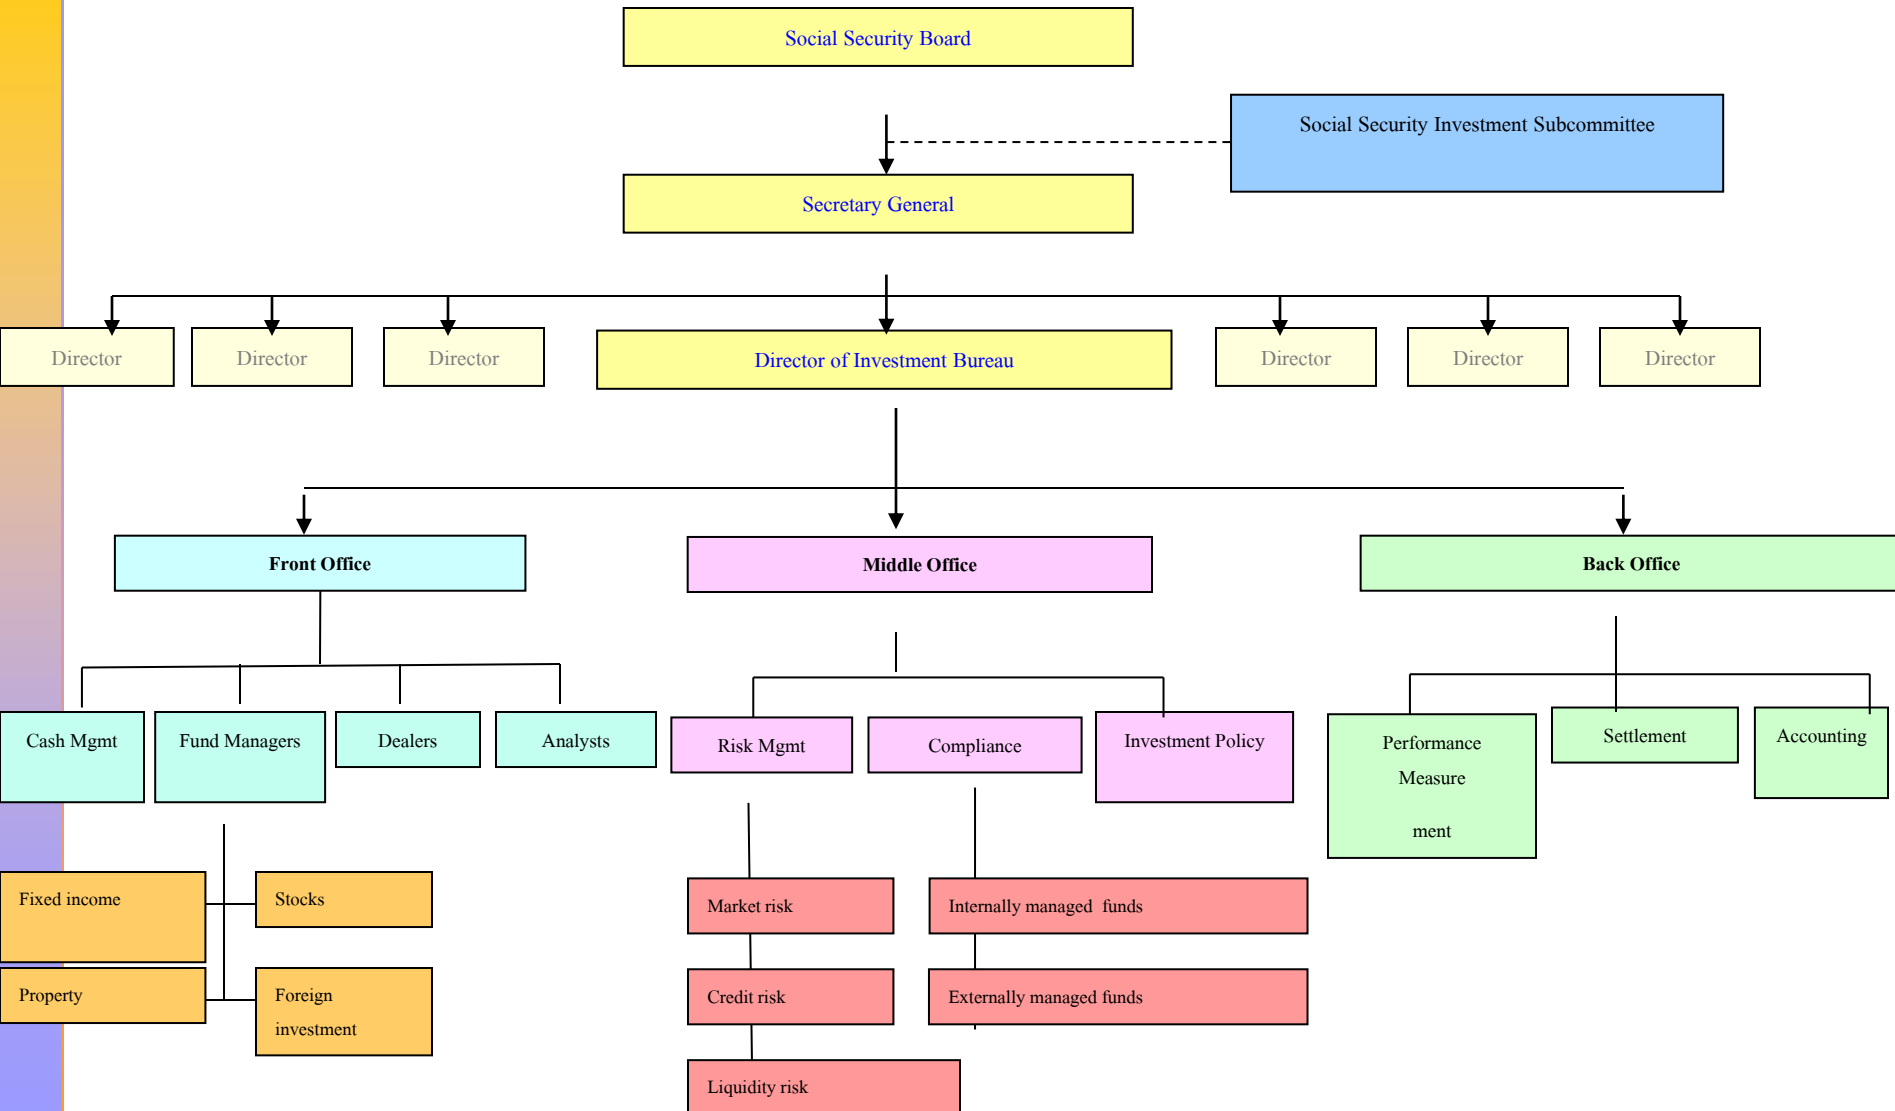 Social Security Board
Social Security Investment Subcommittee
Secretary General
Director
Director
Director
Director of Investment Bureau
Director
Director
Director
Front Office
Middle Office
Back Office
Cash Mgmt
Fund Managers
Dealers
Analysts
Risk Mgmt
Compliance
Investment Policy
Performance
Measure
ment
Settlement
Accounting
Fixed income
Stocks
Market risk
Internally managed  funds
Property
Foreign
investment
Credit risk
Externally managed funds
Liquidity risk